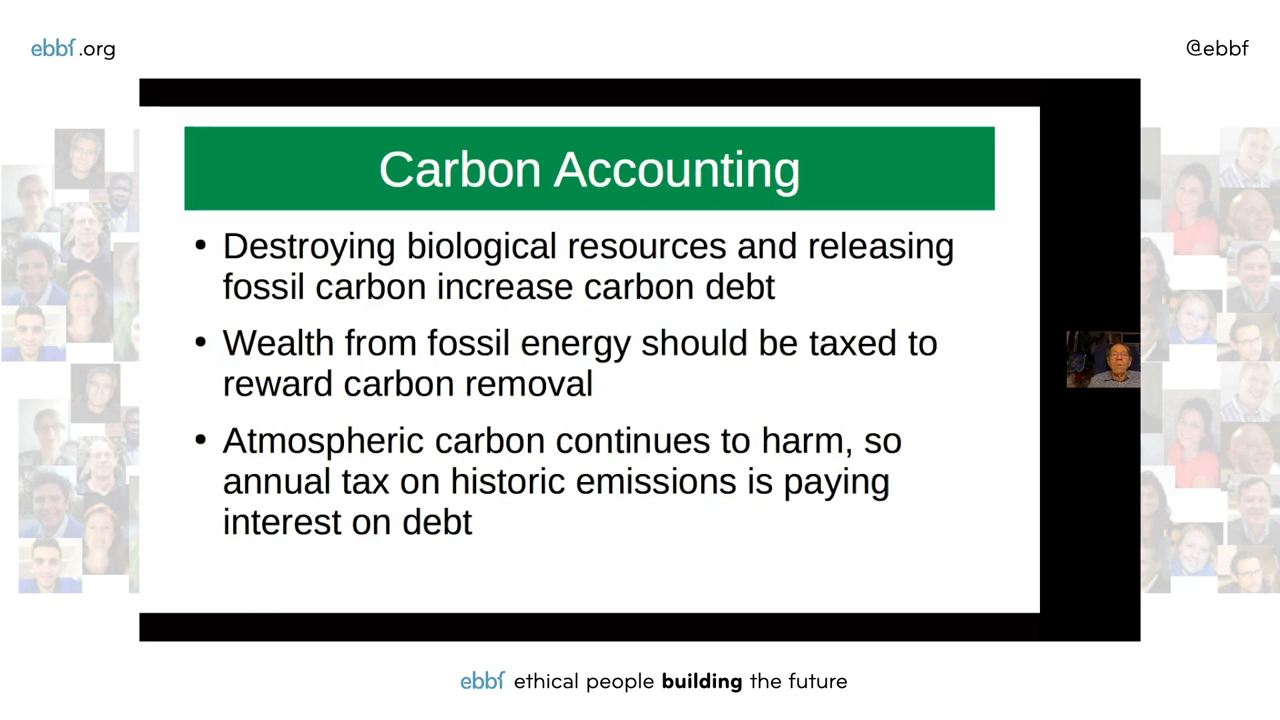 ebbf.org
@ebbf
Carbon Accounting
• Destroying biological resources and releasing
fossil carbon increase carbon debt
• Wealth from fossil energy should be taxed to
reward carbon removal
• Atmospheric carbon continues to harm, so
annual tax on historic emissions is paying
interest on debt
ebbf ethical people building the future